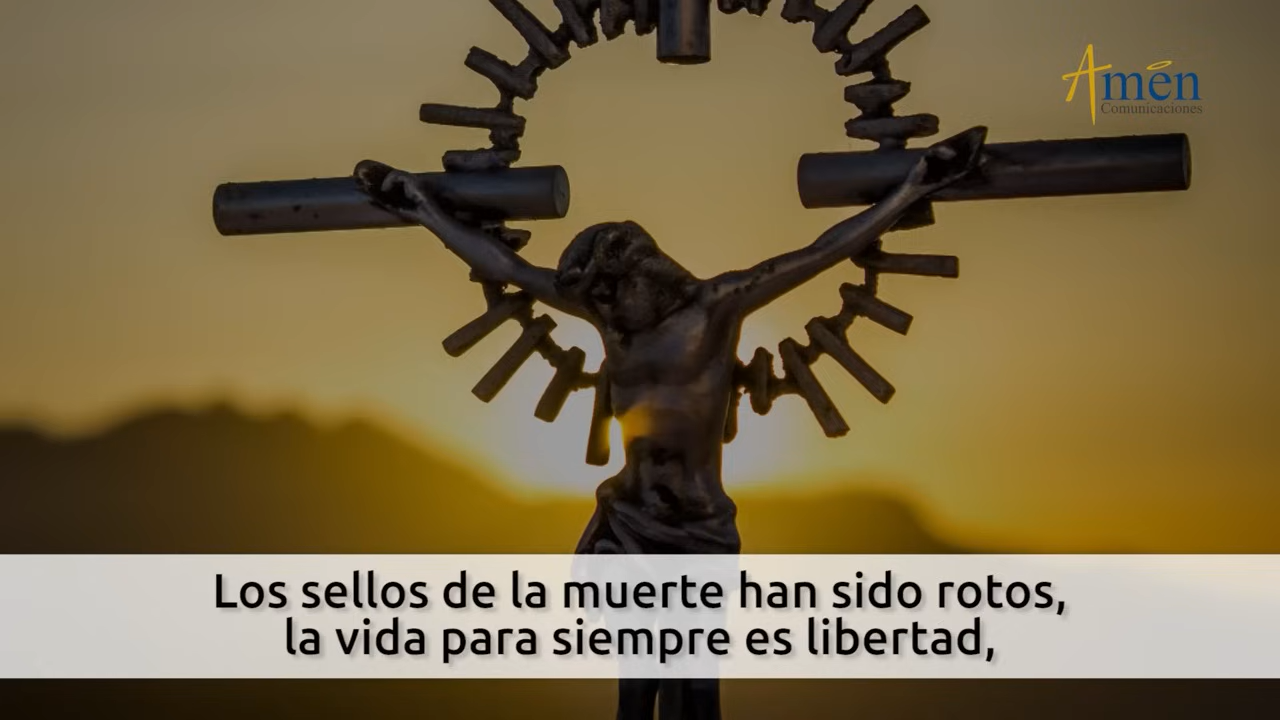 Amén
Comunicaciones
Los sellos de la muerte han sido rotos,
la vida para siempre es libertad,